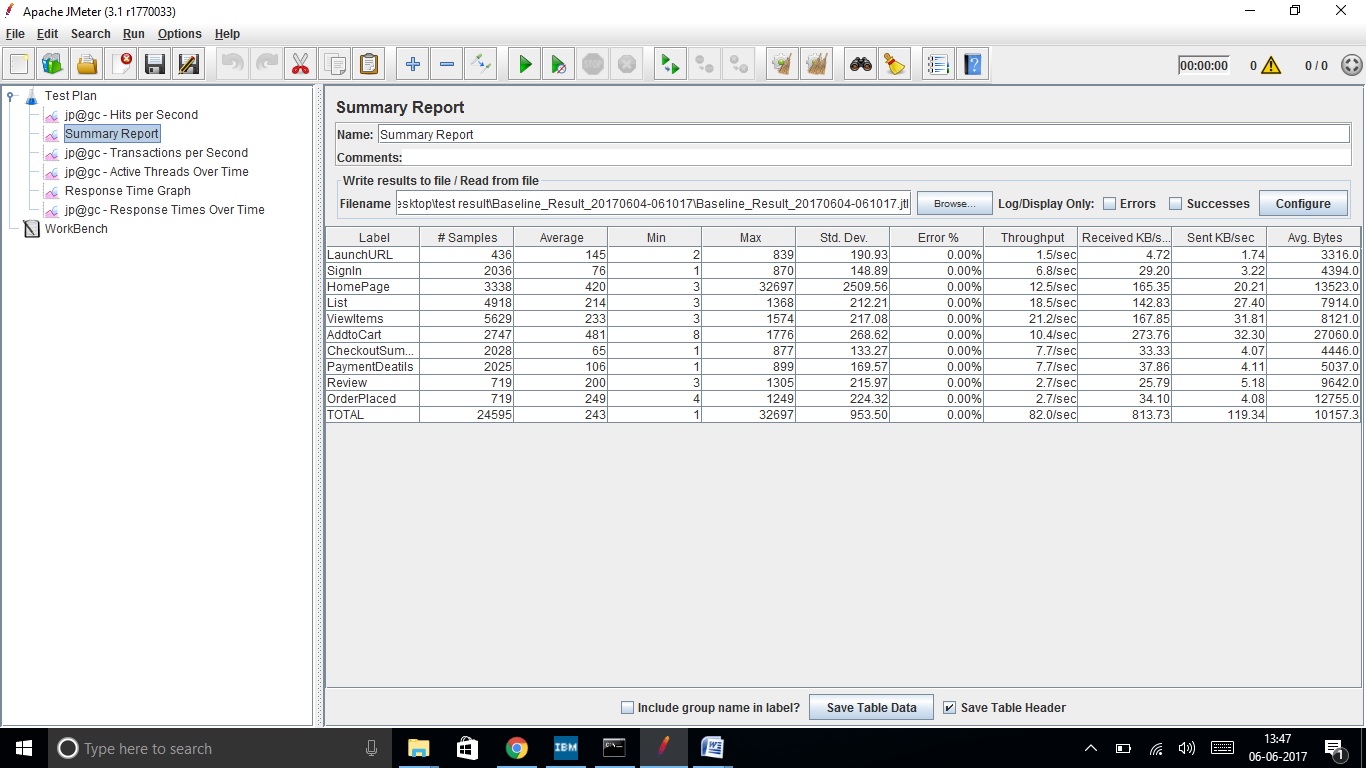 Apache JMeter (3.1 r1770033)
File Edit Search Run Options Help
00:00:00 0 0 / 0
Test Plan
jp@gc - Hits per Second
Summary Report
jp@gc - Transactions per Second
jp@gc - Active Threads Over Time
Response Time Graph
jp@gc - Response Times Over Time
WorkBench
Summary Report
Name: Summary Report
Comments:
Write results to file / Read from file
Filename esktop\test result\Baseline_Result_20170604-061017\Baseline_Result_20170604-061017.jtl Browse... Log/Display Only: Errors Successes Configure
Label # Samples Average Min Max Std. Dev. Error % Throughput Received KB/s... Sent KB/sec Avg. Bytes
LaunchURL 436 145 2 839 190.93 0.00% 1.5/sec 4.72 1.74 3316.0
SignIn 2036 76 1 870 148.89 0.00% 6.8/sec 29.20 3.22 4394.0
HomePage 3338 420 3 32697 2509.56 0.00% 12.5/sec 165.35 20.21 13523.0
List 4918 214 3 1368 212.21 0.00% 18.5/sec 142.83 27.40 7914.0
ViewItems 5629 233 3 1574 217.08 0.00% 21.2/sec 167.85 31.81 8121.0
AddtoCart 2747 481 8 1776 268.62 0.00% 10.4/sec 273.76 32.30 27060.0
CheckoutSum... 2028 65 1 877 133.27 0.00% 7.7/sec 33.33 4.07 4446.0
PaymentDeatils 2025 106 1 899 169.57 0.00% 7.7/sec 37.86 4.11 5037.0
Review 719 200 3 1305 215.97 0.00% 2.7/sec 25.79 5.18 9642.0
OrderPlaced 719 249 4 1249 224.32 0.00% 2.7/sec 34.10 4.08 12755.0
TOTAL 24595 243 1 32697 953.50 0.00% 82.0/sec 813.73 119.34 10157.3
Include group name in label? Save Table Data Save Table Header
Type here to search
IBM
13:47
06-06-2017
1